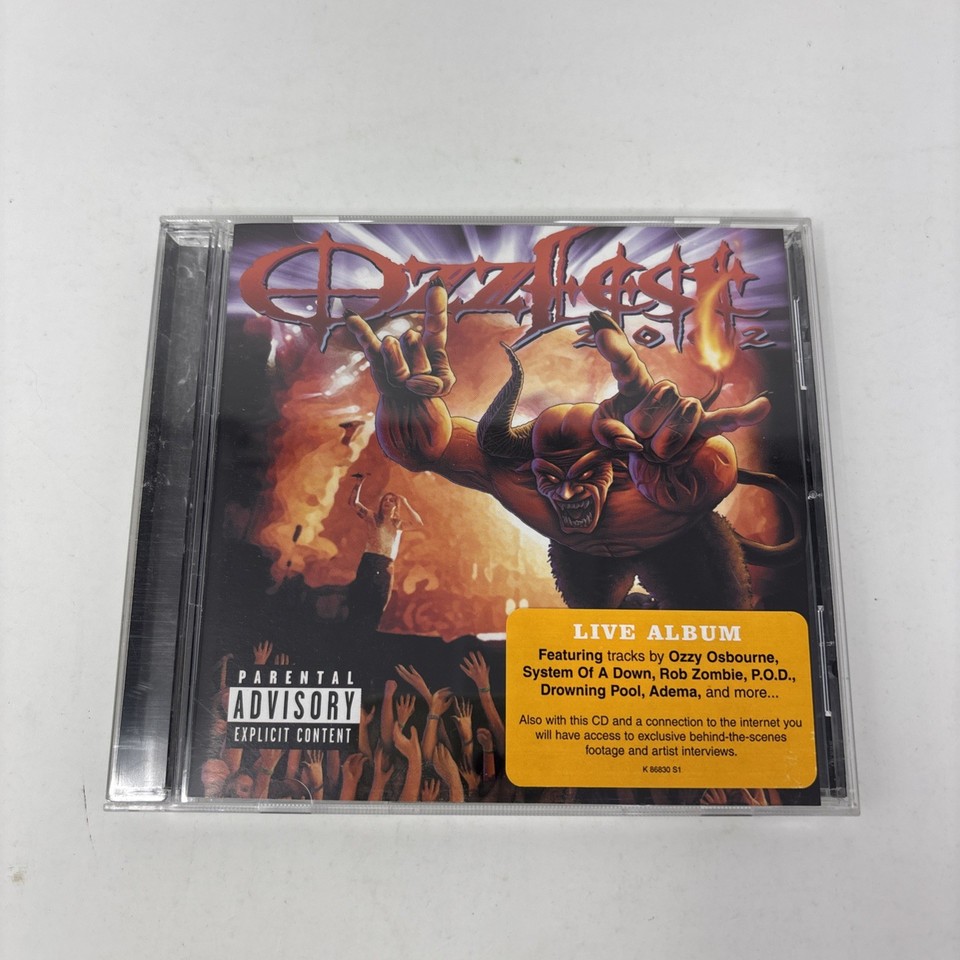 Ozzfest
2002
PARENTAL
ADVISORY
EXPLICIT CONTENT
LIVE ALBUM
Featuring tracks by Ozzy Osbourne,
System Of A Down, Rob Zombie, P.O.D.,
Drowning Pool, Adema, and more...
Also with this CD and a connection to the internet you
will have access to exclusive behind-the-scenes
footage and artist interviews.
K 86830 S1